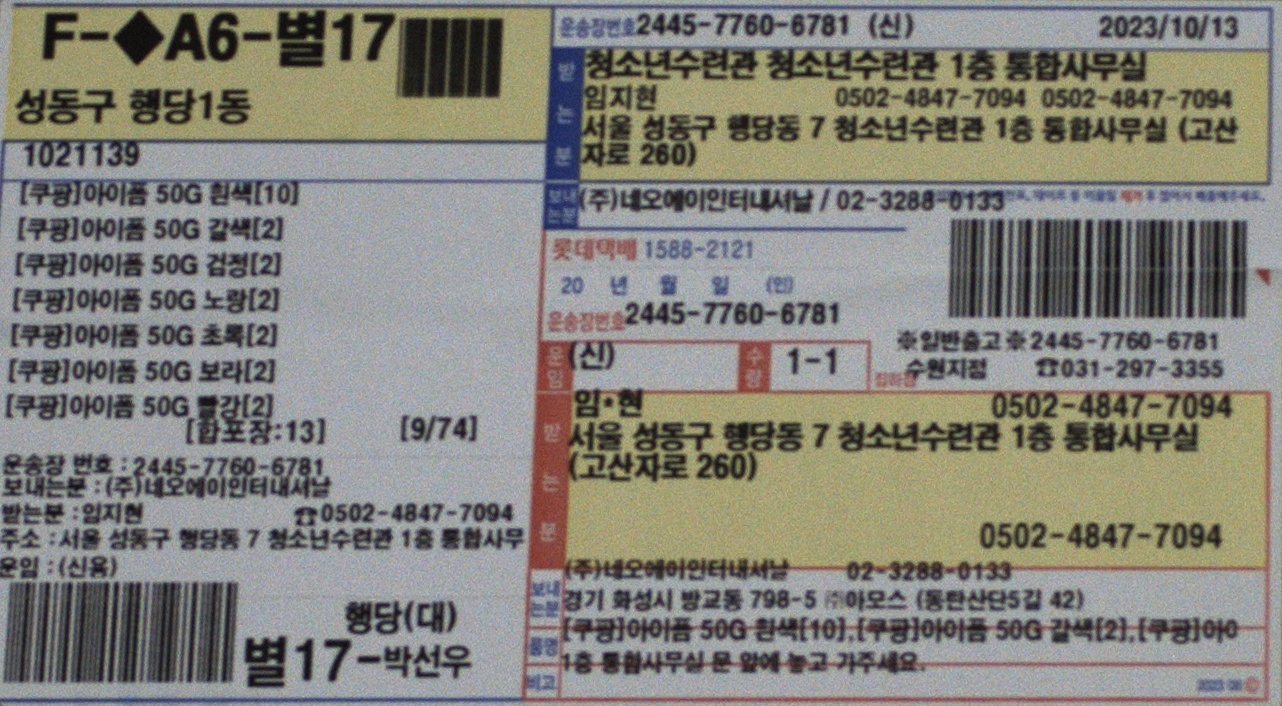 F-◆A6-별17
성동구 행당1동
1021139
[쿠광]아이폼 50G 흰색[10]
[쿠광]아이폼 50G 갈색[2]
[쿠광]아이폼 50G 검정[2]
[쿠광]아이폼 50G 노랑[2]
[쿠광]아이폼 50G 초록[2]
[쿠광]아이폼 50G 보라[2]
[쿠광]아이폼 50G 빨강[2]
[합포장:13] [9/74]
운송장 번호 : 2445-7760-6781
보내는분 : (주)네오에이인터내셔날
받는분 : 임지현 ☎0502-4847-7094
주소 : 서울 성동구 행당동 7 청소년수련관 1층 통합사무
운임 : (신용)
행당(대)
별17-박선우
운송장번호 2445-7760-6781 (신) 2023/10/13
받는분
청소년수련관 청소년수련관 1층 통합사무실
임지현 0502-4847-7094 0502-4847-7094
서울 성동구 행당동 7 청소년수련관 1층 통합사무실 (고산
자로 260)
보내는분 (주)네오에이인터내셔날 / 02-3288-0133
롯데택배 1588-2121
20 년 월 일 (인)
운송장번호 2445-7760-6781
운임 (신) 수량 1-1
※일반출고※ 2445-7760-6781
집하점 수원지점 ☎031-297-3355
받는분
임*현 0502-4847-7094
서울 성동구 행당동 7 청소년수련관 1층 통합사무실
(고산자로 260)
0502-4847-7094
보내는분
(주)네오에이인터내셔날 02-3288-0133
경기 화성시 방교동 798-5 ㈜아모스 (동탄산단5길 42)
품명 [쿠광]아이폼 50G 흰색[10],[쿠광]아이폼 50G 갈색[2],[쿠광]아이
1층 통합사무실 문 앞에 놓고 가주세요.
비고